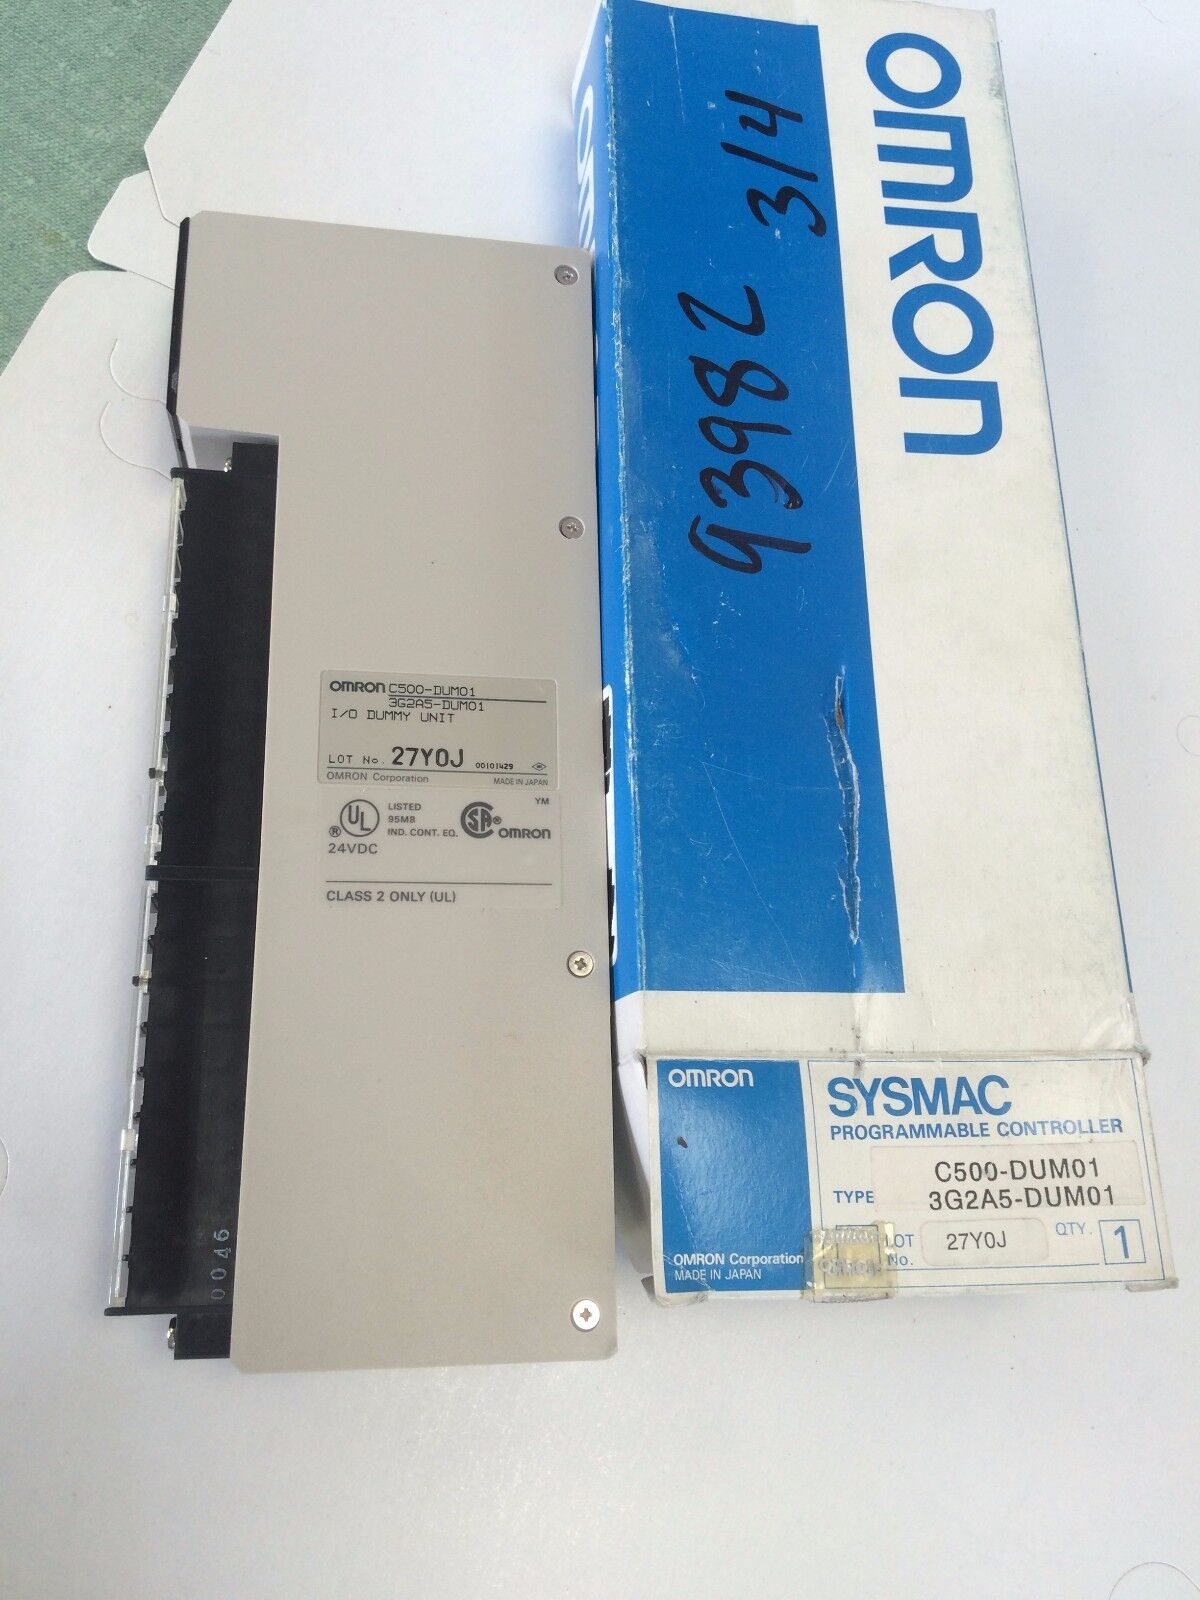 OMRON
93982 3/4
OMRON C500-DUM01
3G2A5-DUM01
I/O DUMMY UNIT
LOT No. 27Y0J 00101429
OMRON Corporation MADE IN JAPAN
YM
UL ® LISTED
95M8
IND. CONT. EQ.
SA® OMRON
24VDC
CLASS 2 ONLY (UL)
0046
OMRON
SYSMAC
PROGRAMMABLE CONTROLLER
TYPE C500-DUM01
3G2A5-DUM01
LOT No. 27Y0J QTY. 1
OMRON Corporation
MADE IN JAPAN